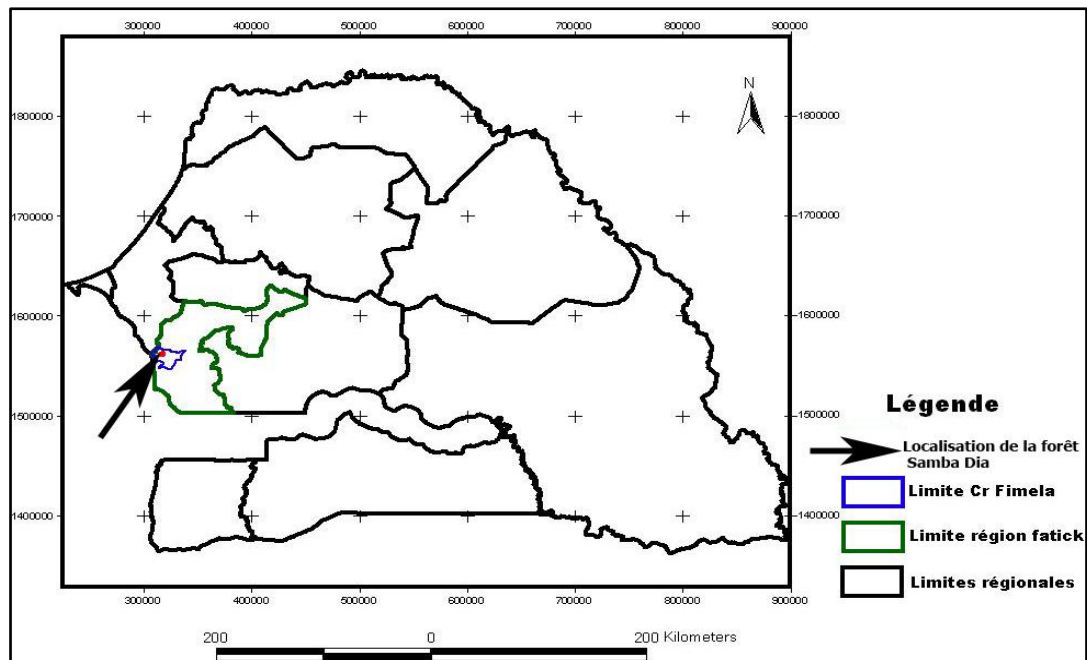 300000 400000 500000 600000 700000 800000 900000
1800000 1800000
N
1700000 1700000
1600000 1600000
1500000 1500000
1400000 1400000
300000 400000 500000 600000 700000 800000 900000
200 0 200 Kilometers
Légende
Localisation de la forêt
Samba Dia
Limite Cr Fimela
Limite région fatick
Limites régionales